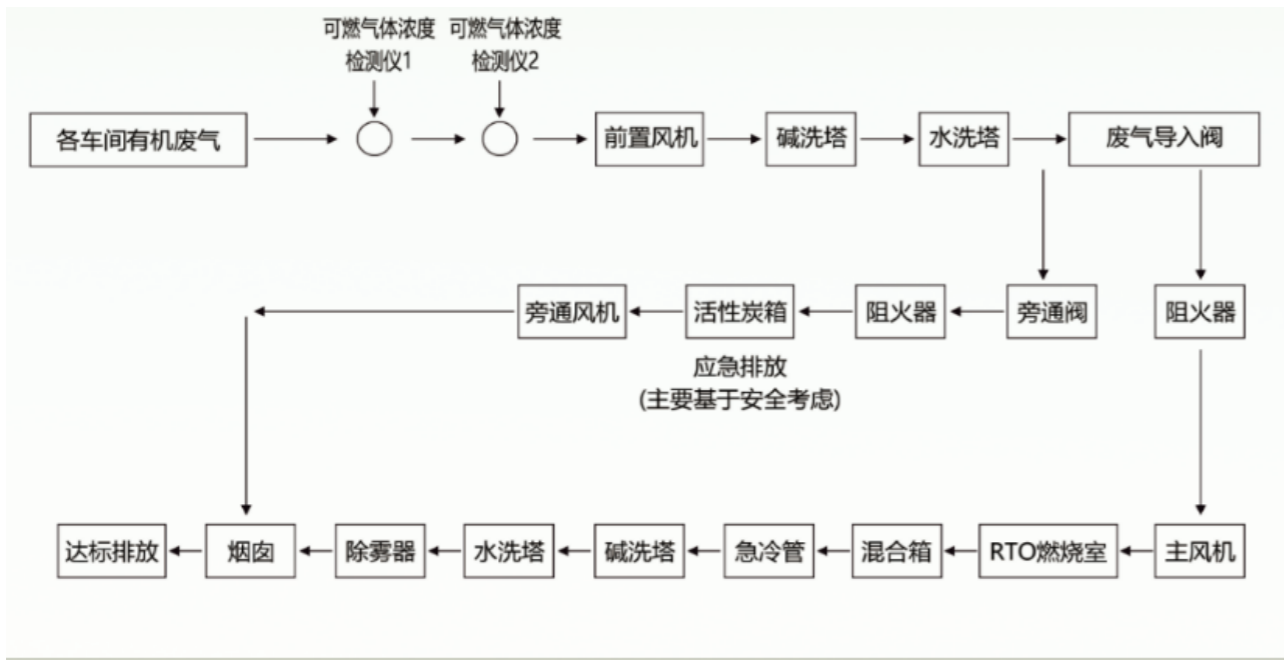 可燃气体浓度
检测仪1
可燃气体浓度
检测仪2
各车间有机废气
前置风机
碱洗塔
水洗塔
废气导入阀
旁通风机
活性炭箱
阻火器
旁通阀
阻火器
应急排放
(主要基于安全考虑)
达标排放
烟囱
除雾器
水洗塔
碱洗塔
急冷管
混合箱
RTO燃烧室
主风机